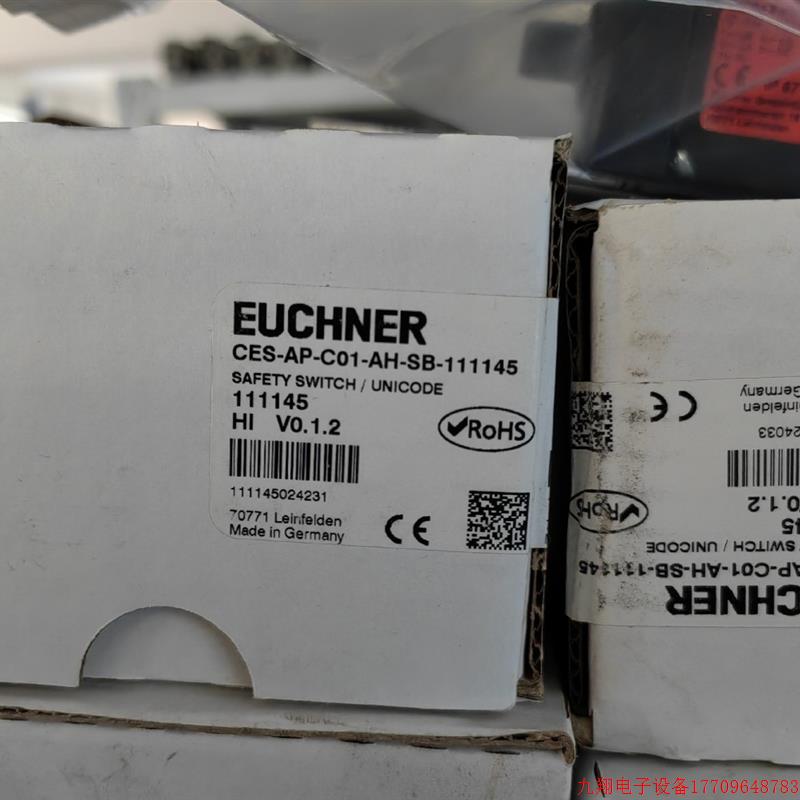 EUCHNER
CES-AP-C01-AH-SB-111145
SAFETY SWITCH / UNICODE
111145
HI V0.1.2
RoHS
111145024231
70771 Leinfelden
Made in Germany
CE
CE
Germany
24033
RoHS
SWITCH / UNICODE
AP-C01-AH-SB-111145
CHNER
CE
九翔电子设备17709648783